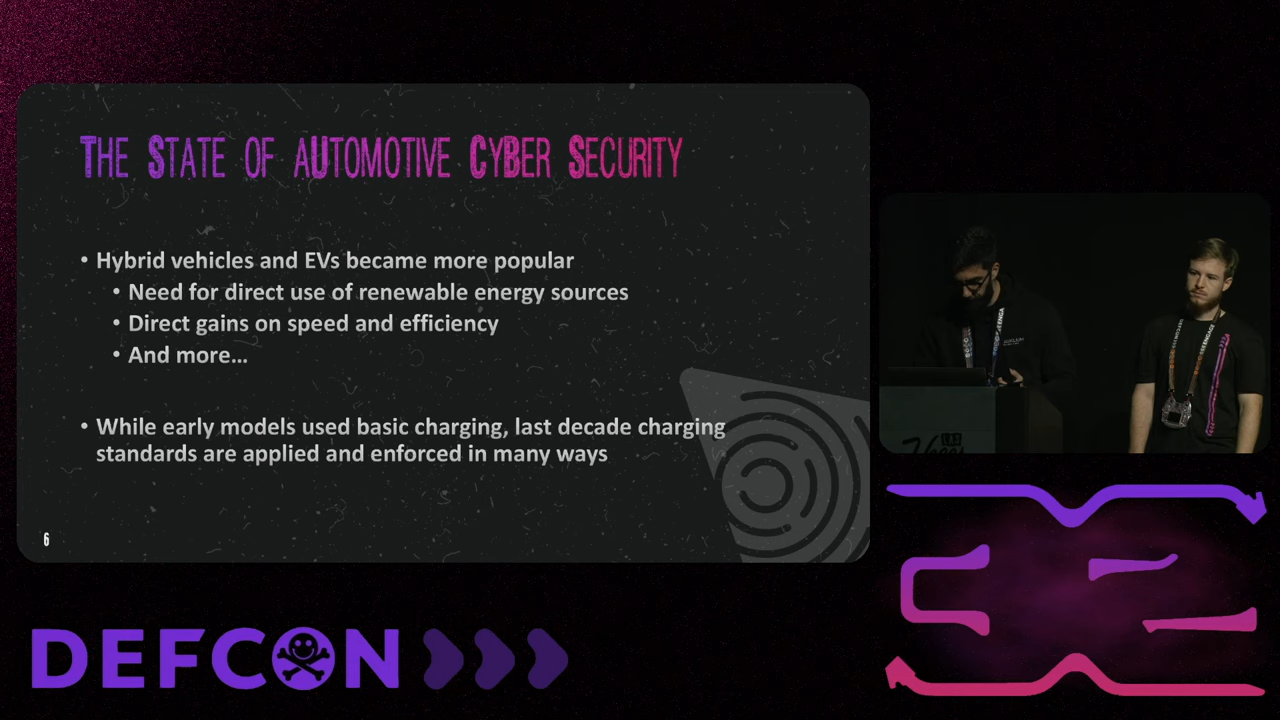 The State of aUtomotive CyBer Security
• Hybrid vehicles and EVs became more popular
• Need for direct use of renewable energy sources
• Direct gains on speed and efficiency
• And more...
• While early models used basic charging, last decade charging
standards are applied and enforced in many ways
6
DEFCON